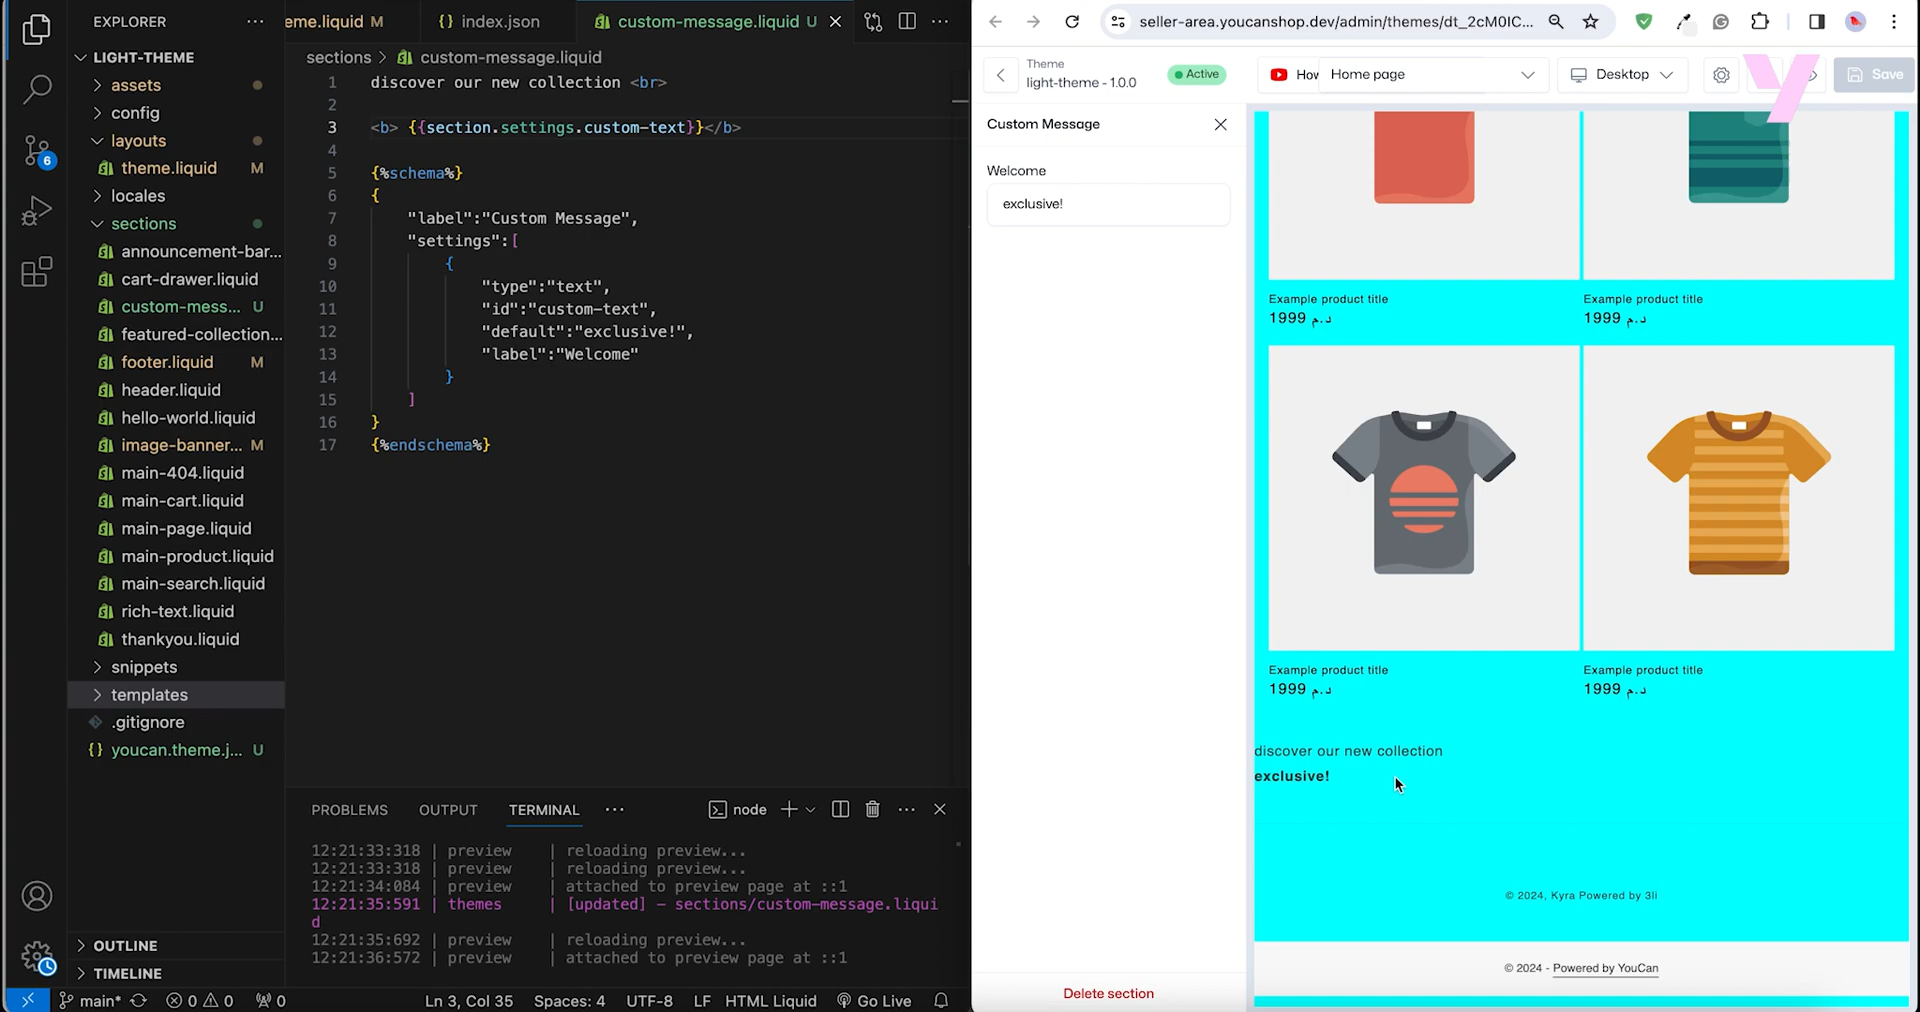 EXPLORER
LIGHT-THEME
assets
config
layouts
theme.liquid M
locales
sections
announcement-bar...
cart-drawer.liquid
custom-mess... U
featured-collection...
footer.liquid M
header.liquid
hello-world.liquid
image-banner... M
main-404.liquid
main-cart.liquid
main-page.liquid
main-product.liquid
main-search.liquid
rich-text.liquid
thankyou.liquid
snippets
templates
.gitignore
{} youcan.theme.j... U
OUTLINE
TIMELINE
6
eme.liquid M
{} index.json
custom-message.liquid U
sections > custom-message.liquid
1 discover our new collection <br>
2
3 <b> {{section.settings.custom-text}}</b>
4
5 {%schema%}
6 {
7 "label":"Custom Message",
8 "settings":[
9 {
10 "type":"text",
11 "id":"custom-text",
12 "default":"exclusive!",
13 "label":"Welcome"
14 }
15 ]
16 }
17 {%endschema%}
PROBLEMS OUTPUT TERMINAL ... node
12:21:33:318 | preview | reloading preview...
12:21:33:318 | preview | reloading preview...
12:21:34:084 | preview | attached to preview page at ::1
12:21:35:591 | themes | [updated] - sections/custom-message.liqui
d
12:21:35:692 | preview | reloading preview...
12:21:36:572 | preview | attached to preview page at ::1
main* 0 0 0 Ln 3, Col 35 Spaces: 4 UTF-8 LF HTML Liquid Go Live
seller-area.youcanshop.dev/admin/themes/dt_2cM0IC...
Theme
light-theme - 1.0.0
Active
How
Home page
Desktop
Save
Custom Message
Welcome
exclusive!
Delete section
Example product title Example product title
1999 د.م. 1999 د.م.
Example product title Example product title
1999 د.م. 1999 د.م.
discover our new collection
exclusive!
© 2024, Kyra Powered by 3li
© 2024 - Powered by YouCan